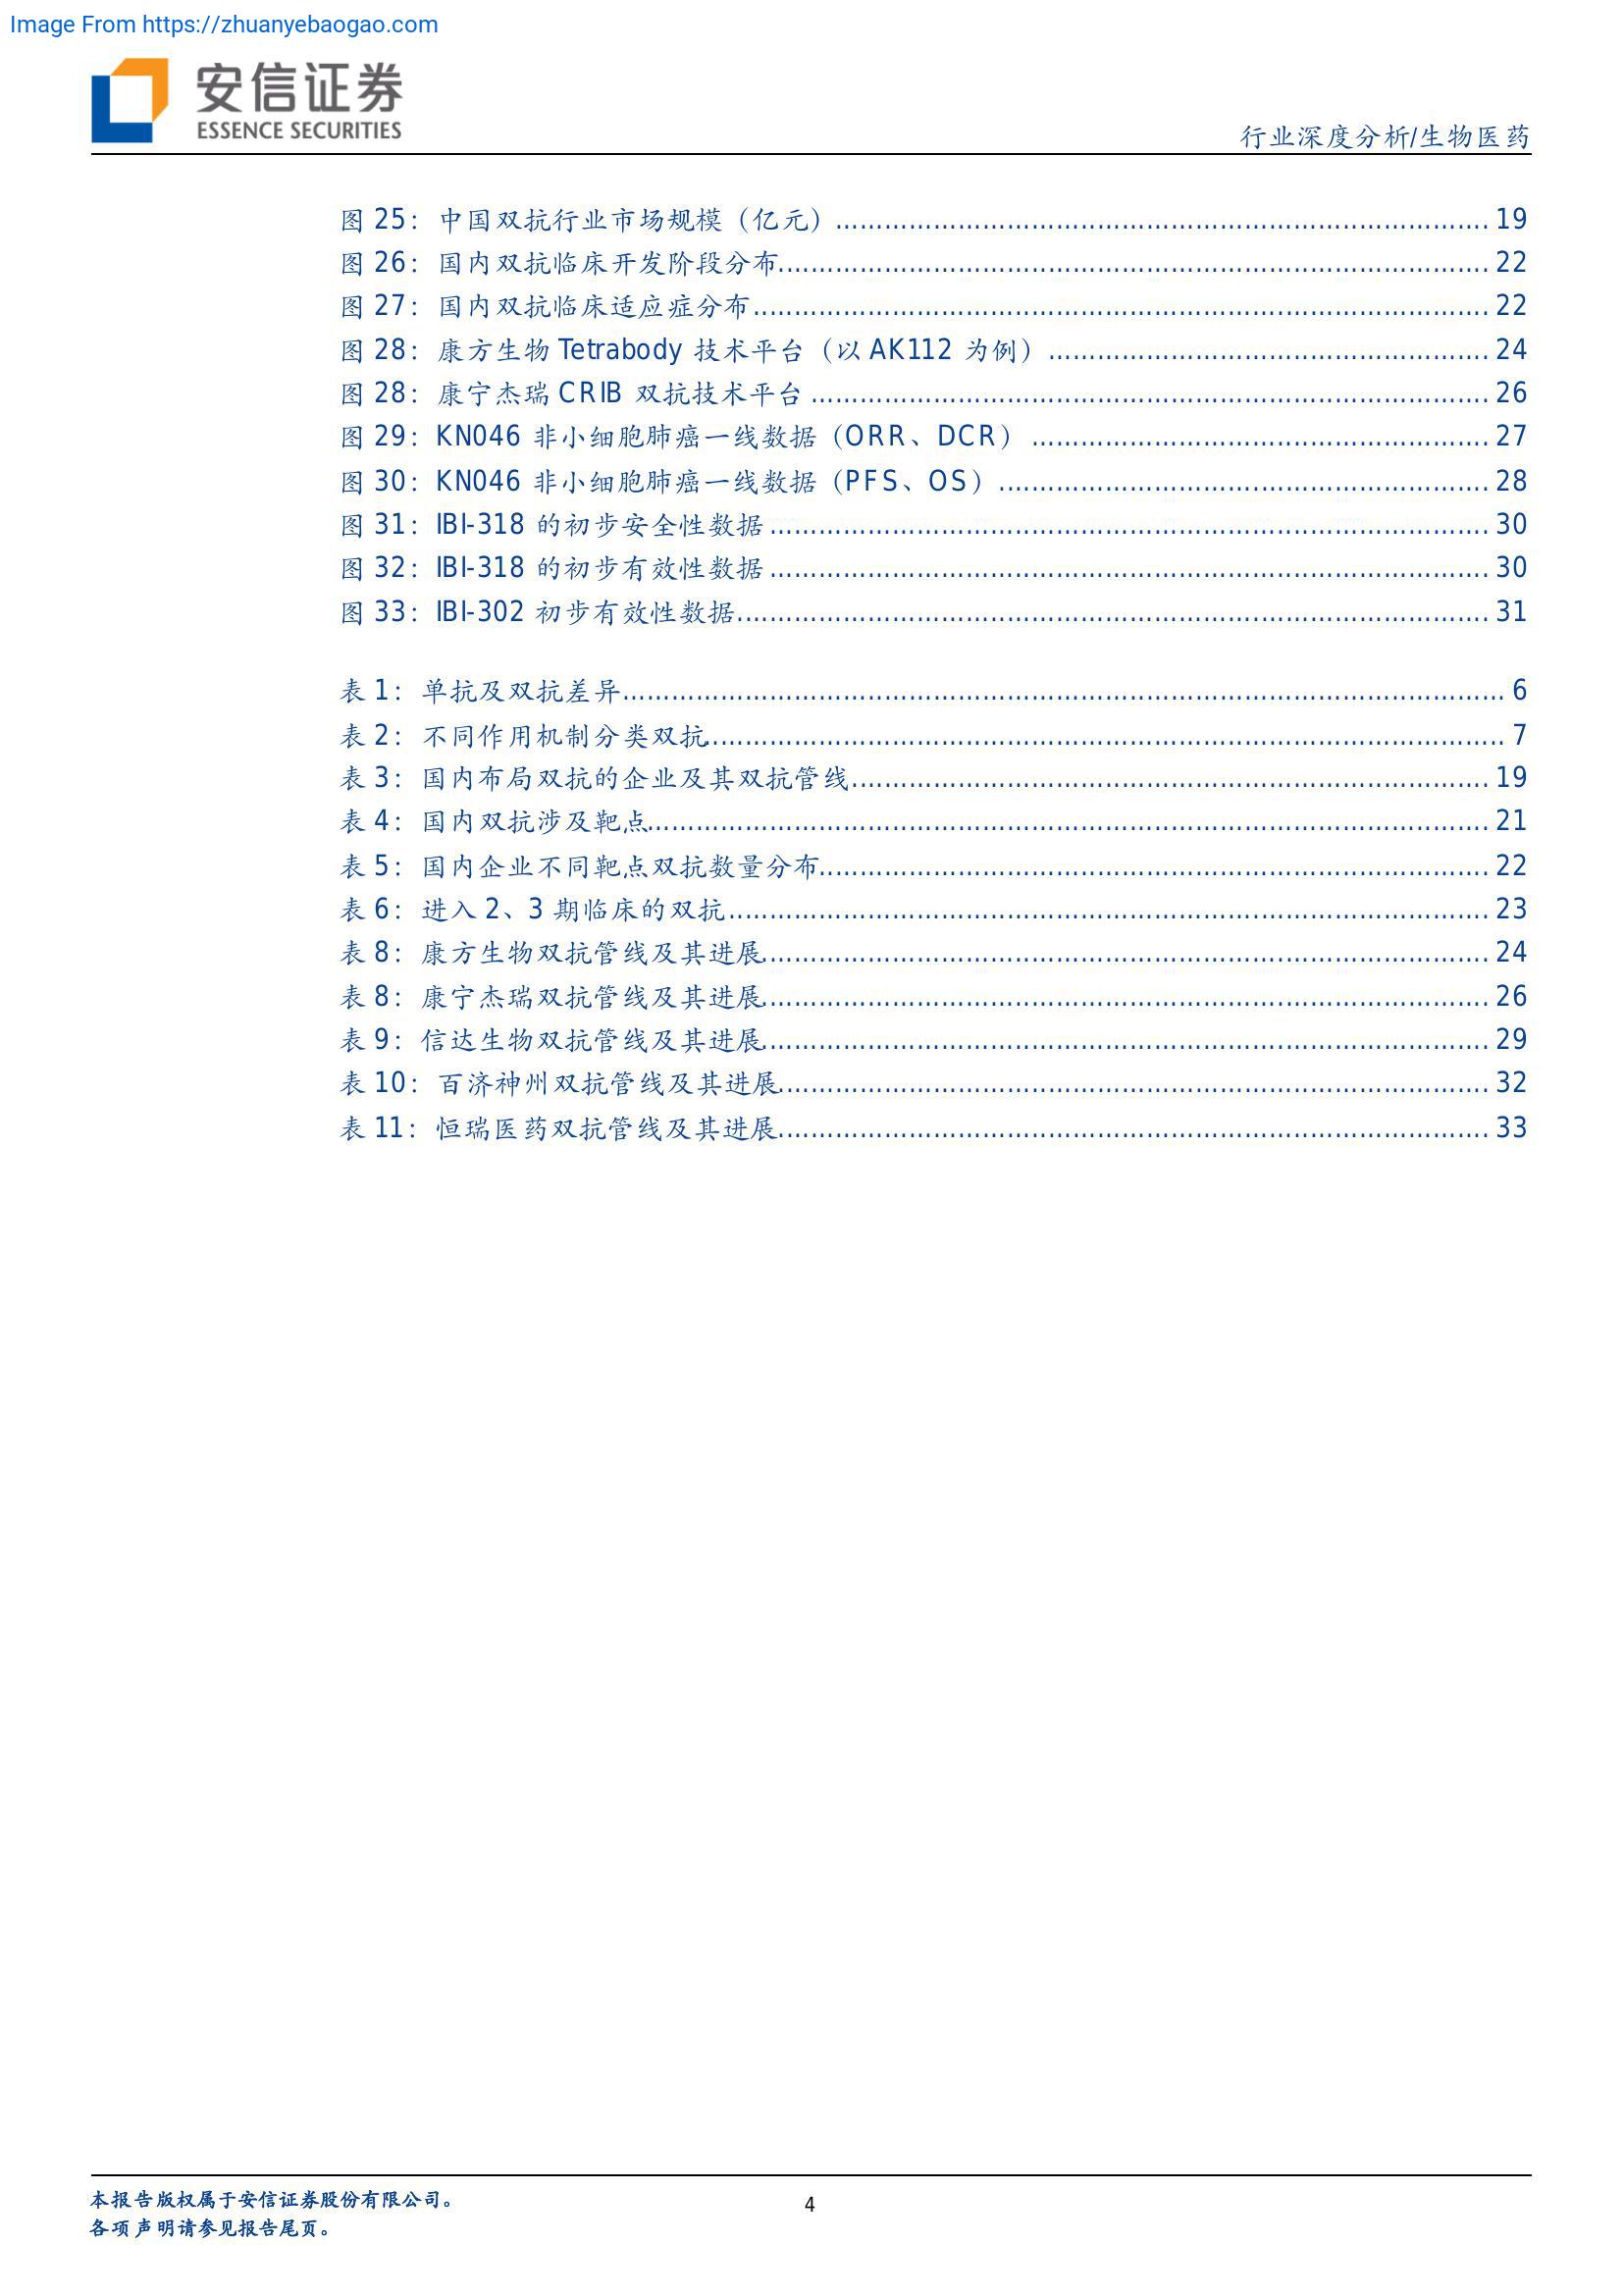 Image From https://zhuanyebaogao.com
安信证券
ESSENCE SECURITIES
行业深度分析/生物医药
图 25：中国双抗行业市场规模（亿元）................................................ 19
图 26：国内双抗临床开发阶段分布................................................ 22
图 27：国内双抗临床适应症分布................................................ 22
图 28：康方生物 Tetrabody 技术平台（以 AK112 为例）................................................ 24
图 28：康宁杰瑞 CRIB 双抗技术平台................................................ 26
图 29：KN046 非小细胞肺癌一线数据（ORR、DCR）................................................ 27
图 30：KN046 非小细胞肺癌一线数据（PFS、OS）................................................ 28
图 31：IBI-318 的初步安全性数据................................................ 30
图 32：IBI-318 的初步有效性数据................................................ 30
图 33：IBI-302 初步有效性数据................................................ 31
表 1：单抗及双抗差异................................................ 6
表 2：不同作用机制分类双抗................................................ 7
表 3：国内布局双抗的企业及其双抗管线................................................ 19
表 4：国内双抗涉及靶点................................................ 21
表 5：国内企业不同靶点双抗数量分布................................................ 22
表 6：进入 2、3 期临床的双抗................................................ 23
表 8：康方生物双抗管线及其进展................................................ 24
表 8：康宁杰瑞双抗管线及其进展................................................ 26
表 9：信达生物双抗管线及其进展................................................ 29
表 10：百济神州双抗管线及其进展................................................ 32
表 11：恒瑞医药双抗管线及其进展................................................ 33
本报告版权属于安信证券股份有限公司。
各项声明请参见报告尾页。
4